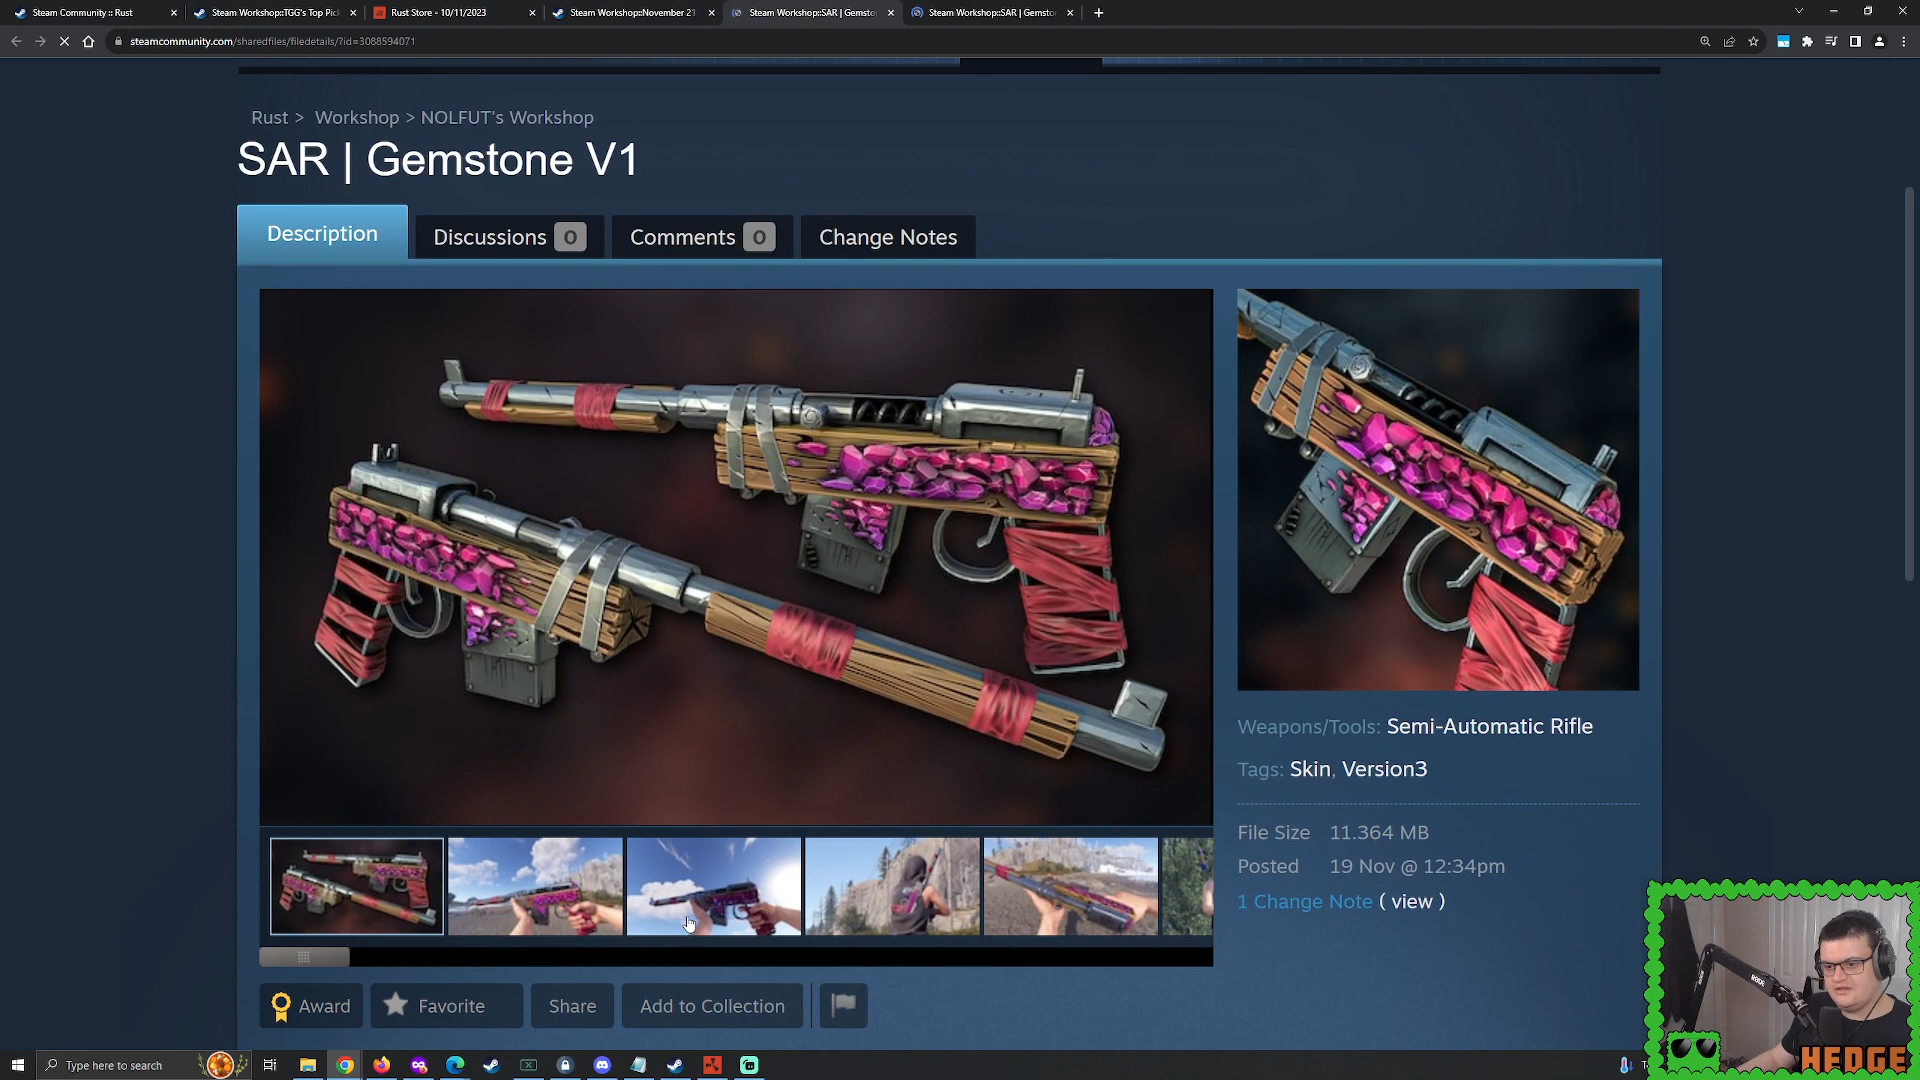 Steam Community :: Rust
Steam Workshop::TGG's Top Pic
Rust Store - 10/11/2023
Steam Workshop::November 21
Steam Workshop::SAR | Gemsto
Steam Workshop::SAR | Gemsto
steamcommunity.com/sharedfiles/filedetails/?id=3088594071
Rust > Workshop > NOLFUT's Workshop
SAR | Gemstone V1
Description
Discussions 0
Comments 0
Change Notes
Weapons/Tools: Semi-Automatic Rifle
Tags: Skin, Version3
File Size 11.364 MB
Posted 19 Nov @ 12:34pm
1 Change Note ( view )
Award
Favorite
Share
Add to Collection
Type here to search
HEDGE